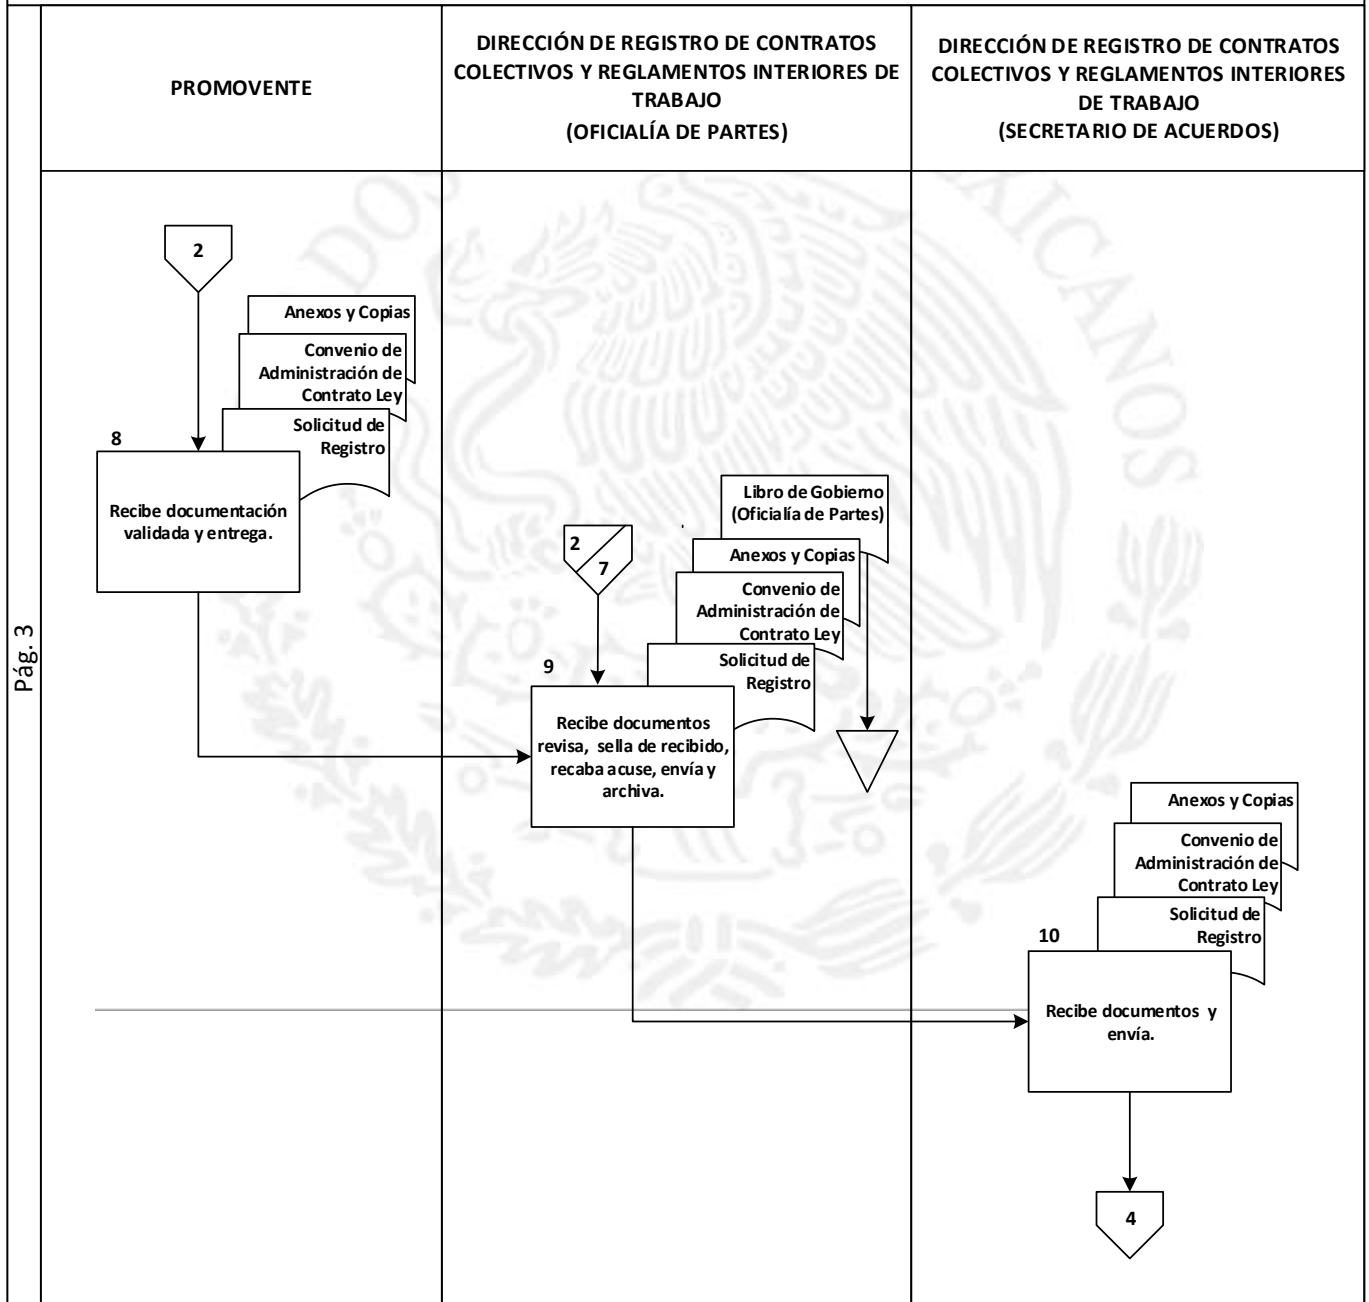 PROMOVENTE
DIRECCIÓN DE REGISTRO DE CONTRATOS
COLECTIVOS Y REGLAMENTOS INTERIORES DE
TRABAJO
(OFICIALÍA DE PARTES)
DIRECCIÓN DE REGISTRO DE CONTRATOS
COLECTIVOS Y REGLAMENTOS INTERIORES
DE TRABAJO
(SECRETARIO DE ACUERDOS)
Pág. 3
2
Anexos y Copias
Convenio de
Administración de
Contrato Ley
Solicitud de
Registro
8
Recibe documentación
validada y entrega.
2
7
Libro de Gobierno
(Oficialía de Partes)
Anexos y Copias
Convenio de
Administración de
Contrato Ley
Solicitud de
Registro
9
Recibe documentos
revisa, sella de recibido,
recaba acuse, envía y
archiva.
Anexos y Copias
Convenio de
Administración de
Contrato Ley
Solicitud de
Registro
10
Recibe documentos y
envía.
4